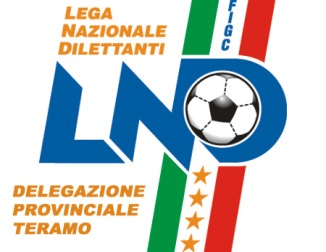 LEGA
NAZIONALE
DILETTANTI
FIGC
LND
DELEGAZIONE
PROVINCIALE
TERAMO